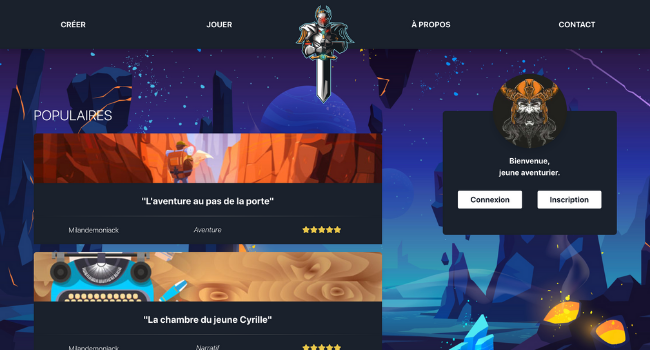 CRÉER JOUER À PROPOS CONTACT
POPULAIRES
"L'aventure au pas de la porte"
Milandemoniack Aventure
Bienvenue,
jeune aventurier.
Connexion Inscription
"La chambre du jeune Cyrille"
Milandemoniack Narratif